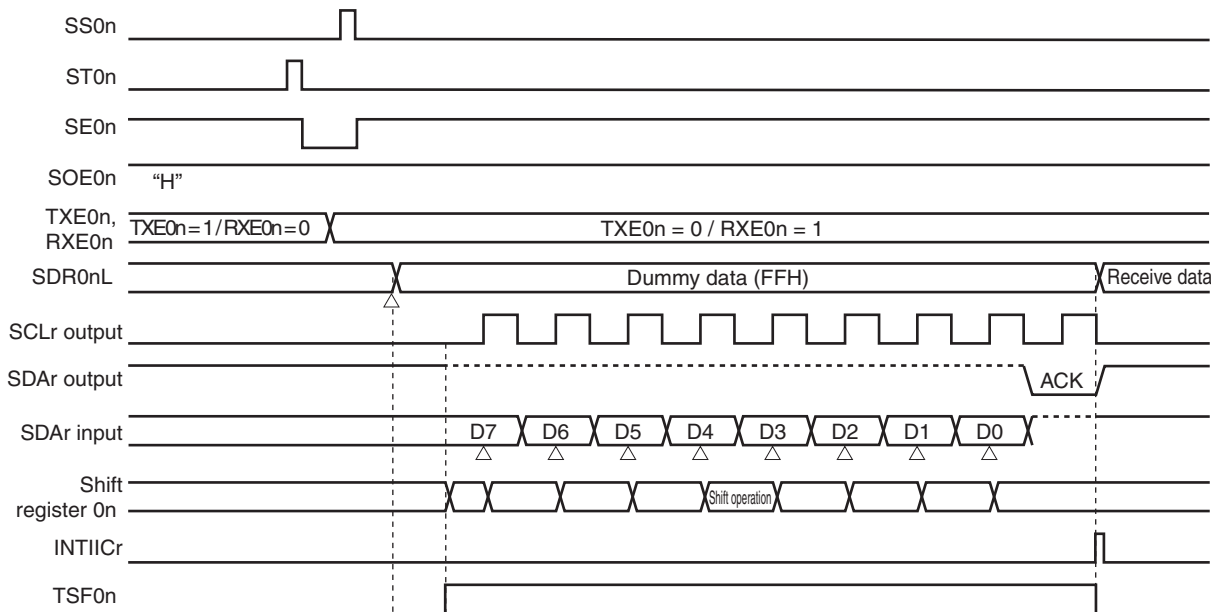 SS0n
ST0n
SE0n
SOE0n “H”
TXE0n, RXE0n TXE0n = 1 / RXE0n = 0 TXE0n = 0 / RXE0n = 1
SDR0nL Dummy data (FFH) Receive data
SCLr output
SDAr output ACK
SDAr input D7 D6 D5 D4 D3 D2 D1 D0
Shift register 0n Shift operation
INTIICr
TSF0n